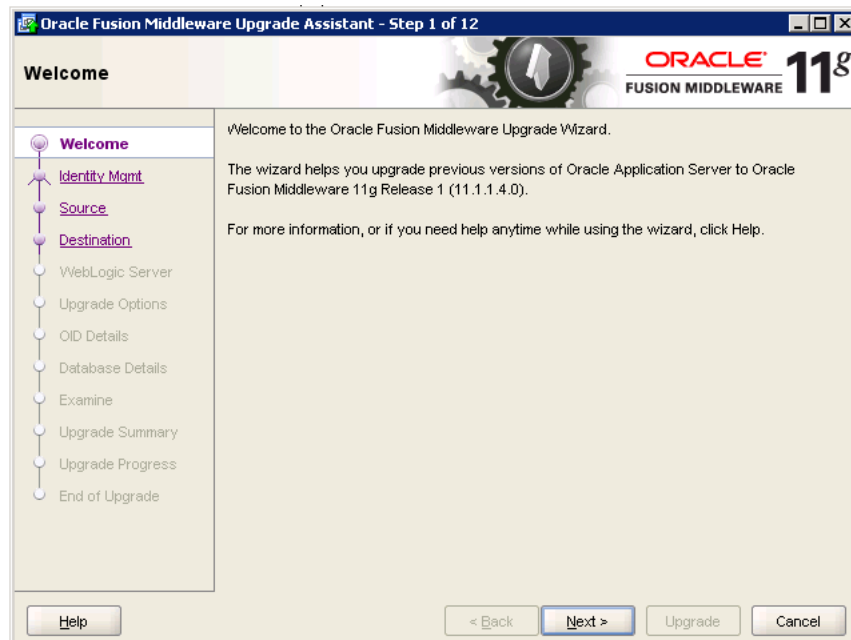 Oracle Fusion Middleware Upgrade Assistant - Step 1 of 12
Welcome
ORACLE
FUSION MIDDLEWARE
11g
Welcome
Identity Mgmt
Source
Destination
WebLogic Server
Upgrade Options
OID Details
Database Details
Examine
Upgrade Summary
Upgrade Progress
End of Upgrade
Welcome to the Oracle Fusion Middleware Upgrade Wizard.
The wizard helps you upgrade previous versions of Oracle Application Server to Oracle
Fusion Middleware 11g Release 1 (11.1.1.4.0).
For more information, or if you need help anytime while using the wizard, click Help.
Help
< Back
Next >
Upgrade
Cancel